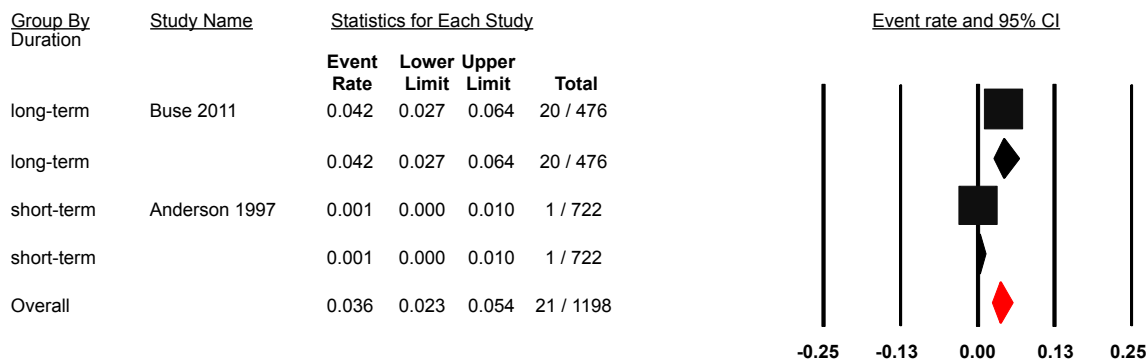 Group By Study Name Statistics for Each Study Event rate and 95% CI
Duration
Event Lower Upper
Rate Limit Limit Total
long-term Buse 2011 0.042 0.027 0.064 20 / 476
long-term 0.042 0.027 0.064 20 / 476
short-term Anderson 1997 0.001 0.000 0.010 1 / 722
short-term 0.001 0.000 0.010 1 / 722
Overall 0.036 0.023 0.054 21 / 1198
-0.25 -0.13 0.00 0.13 0.25